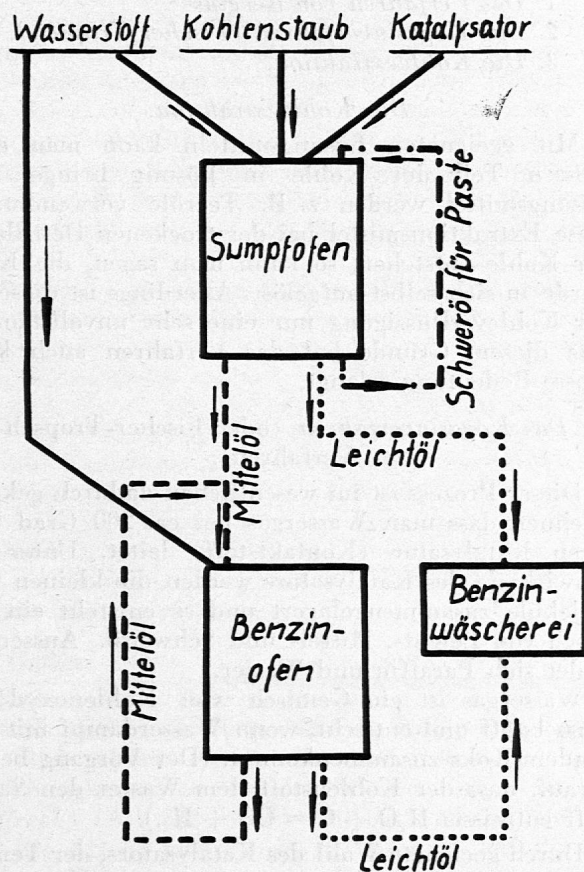 Wasserstoff Kohlenstaub Katalysator
Sumpfofen
Schweröl für Paste
Mittelöl
Leichtöl
Mittelöl
Benzin-
ofen
Benzin-
wäscherei
Leichtöl